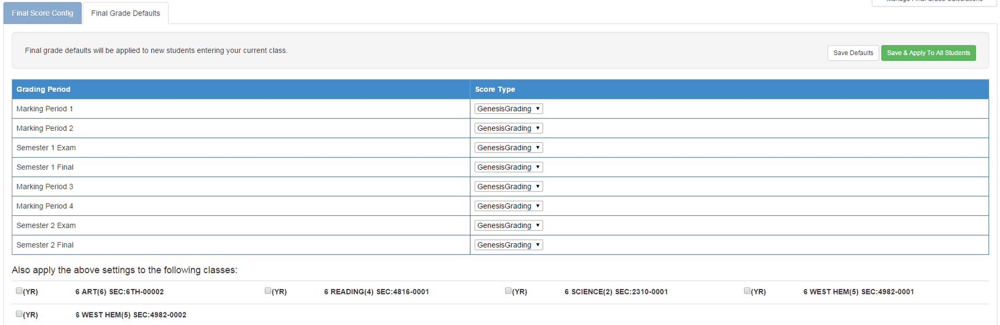 Manage Final Grade Calculations
Final Score Config
Final Grade Defaults
Final grade defaults will be applied to new students entering your current class.
Save Defaults
Save & Apply To All Students
Grading Period Score Type
Marking Period 1 GenesisGrading
Marking Period 2 GenesisGrading
Semester 1 Exam GenesisGrading
Semester 1 Final GenesisGrading
Marking Period 3 GenesisGrading
Marking Period 4 GenesisGrading
Semester 2 Exam GenesisGrading
Semester 2 Final GenesisGrading
Also apply the above settings to the following classes:
(YR) 6 ART(6) SEC:6TH-00002 (YR) 6 READING(4) SEC:4816-0001 (YR) 6 SCIENCE(2) SEC:2310-0001 (YR) 6 WEST HEM(5) SEC:4982-0001
(YR) 6 WEST HEM(5) SEC:4982-0002